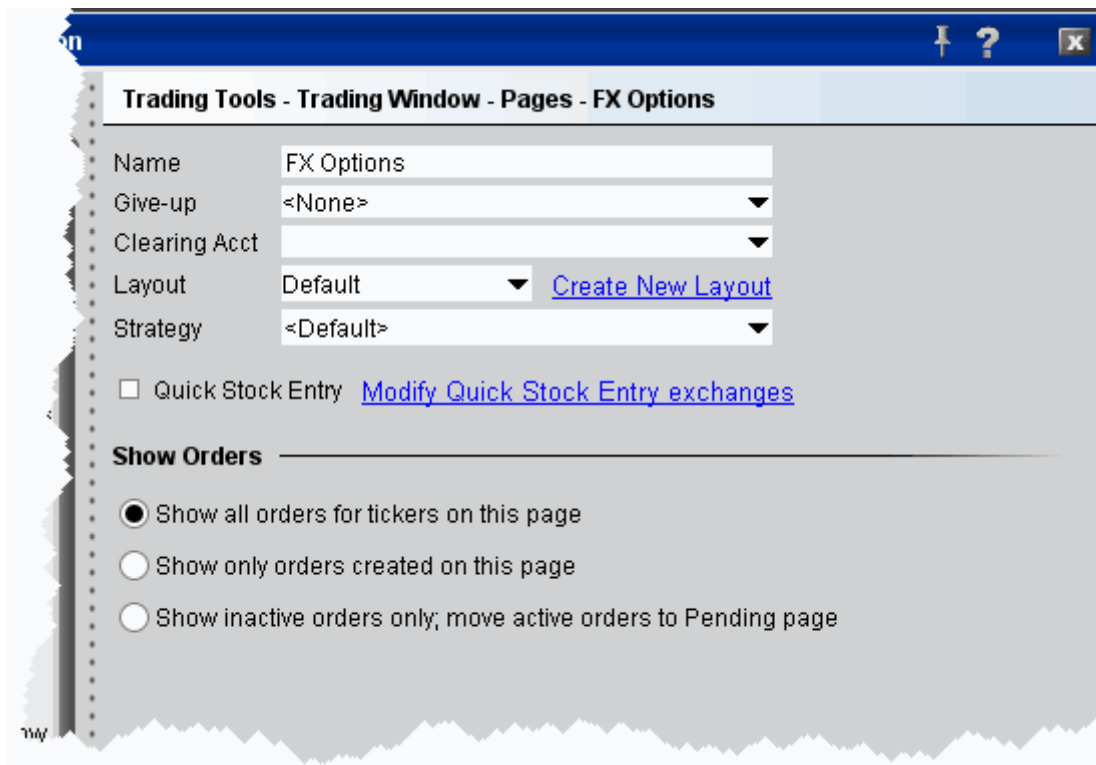 on
?
x
Trading Tools - Trading Window - Pages - FX Options
Name FX Options
Give-up <None>
Clearing Acct
Layout Default Create New Layout
Strategy <Default>
Quick Stock Entry Modify Quick Stock Entry exchanges
Show Orders
Show all orders for tickers on this page
Show only orders created on this page
Show inactive orders only; move active orders to Pending page